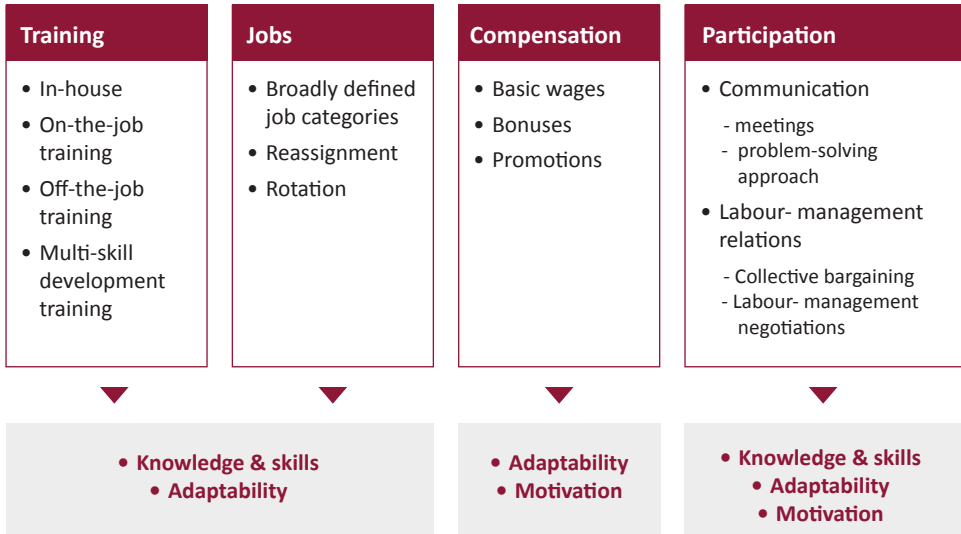 Training
• In-house
• On-the-job
training
• Off-the-job
training
• Multi-skill
development
training
Jobs
• Broadly defined
job categories
• Reassignment
• Rotation
Compensation
• Basic wages
• Bonuses
• Promotions
Participation
• Communication
- meetings
- problem-solving
approach
• Labour- management
relations
- Collective bargaining
- Labour- management
negotiations
• Knowledge & skills
• Adaptability
• Adaptability
• Motivation
• Knowledge & skills
• Adaptability
• Motivation